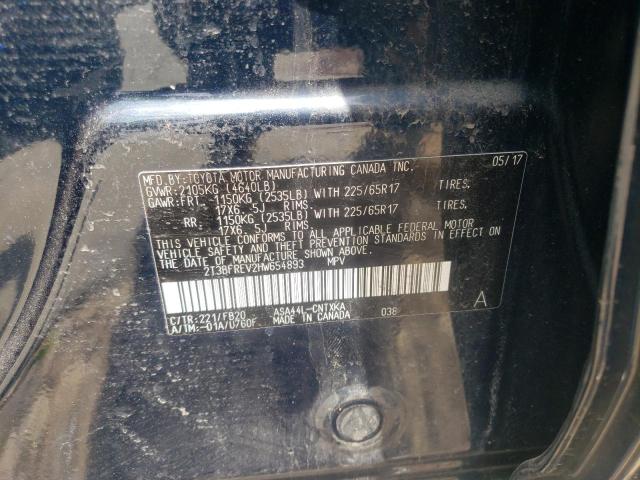 MFD.BY:TOYOTA MOTOR MANUFACTURING CANADA INC. 05/17
GVWR:2105KG (4640LB)
GAWR:FRT. 1150KG (2535LB) WITH 225/65R17 TIRES.
17X6.5J RIMS
RR. 1150KG (2535LB) WITH 225/65R17 TIRES.
17X6.5J RIMS
THIS VEHICLE CONFORMS TO ALL APPLICABLE FEDERAL MOTOR
VEHICLE SAFETY AND THEFT PREVENTION STANDARDS IN EFFECT ON
THE DATE OF MANUFACTURE SHOWN ABOVE.
2T3BFREV2HW654893 MPV
A
C/TR:221/FB20 ASA44L-CNTXKA 038
A/TM:-01A/U760F MADE IN CANADA